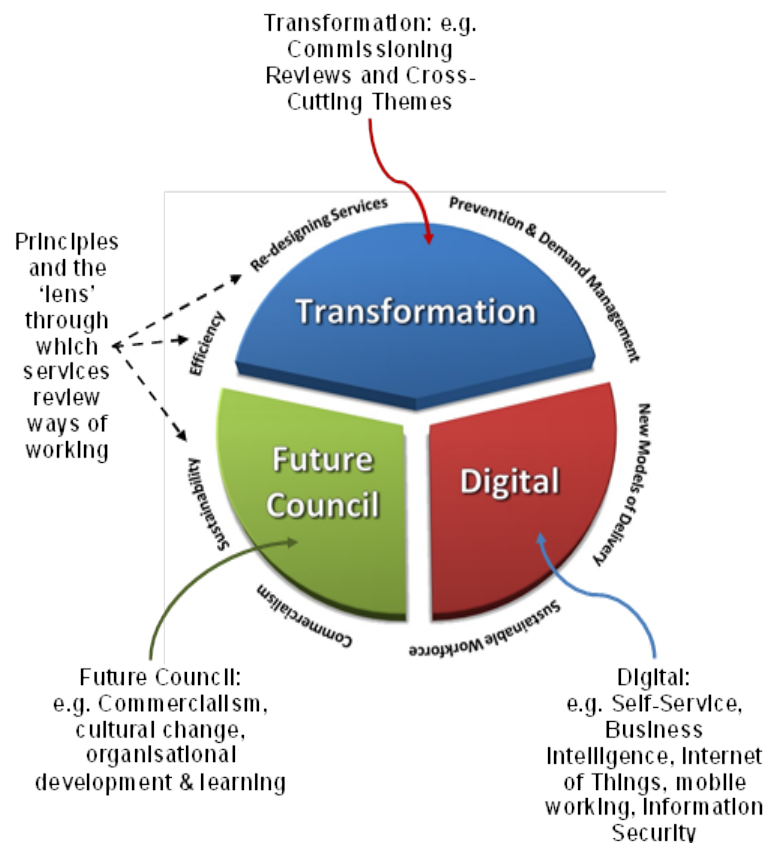 Transformation: e.g.
Commissioning
Reviews and Cross-
Cutting Themes
Re-designing Services
Prevention & Demand Management
Principles
and the
‘lens’
through
which
services
review
ways of
working
Efficiency
Transformation
New Models of Delivery
Future
Council
Digital
Sustainability
Commercialism
Sustainable Workforce
Future Council:
e.g. Commercialism,
cultural change,
organisational
development & learning
Digital:
e.g. Self-Service,
Business
Intelligence, Internet
of Things, mobile
working, Information
Security